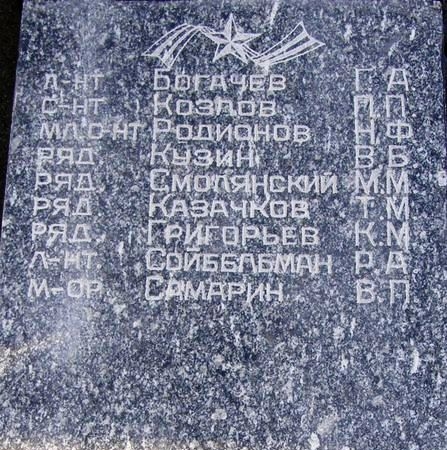 Л-НТ БОГАЧЕВ Г А
С-НТ КОЗЛОВ П.П.
МЛ.С-НТ РОДИОНОВ Н.Ф
РЯД. КУЗИН В.В
РЯД. СМОЛЯНСКИЙ М.М.
РЯД. КАЗАЧКОВ Т.М.
РЯД. ГРИГОРЬЕВ К.М
Л-НТ СОЙБЕЛЬМАН Р.А
М-ОР САМАРИН В.П